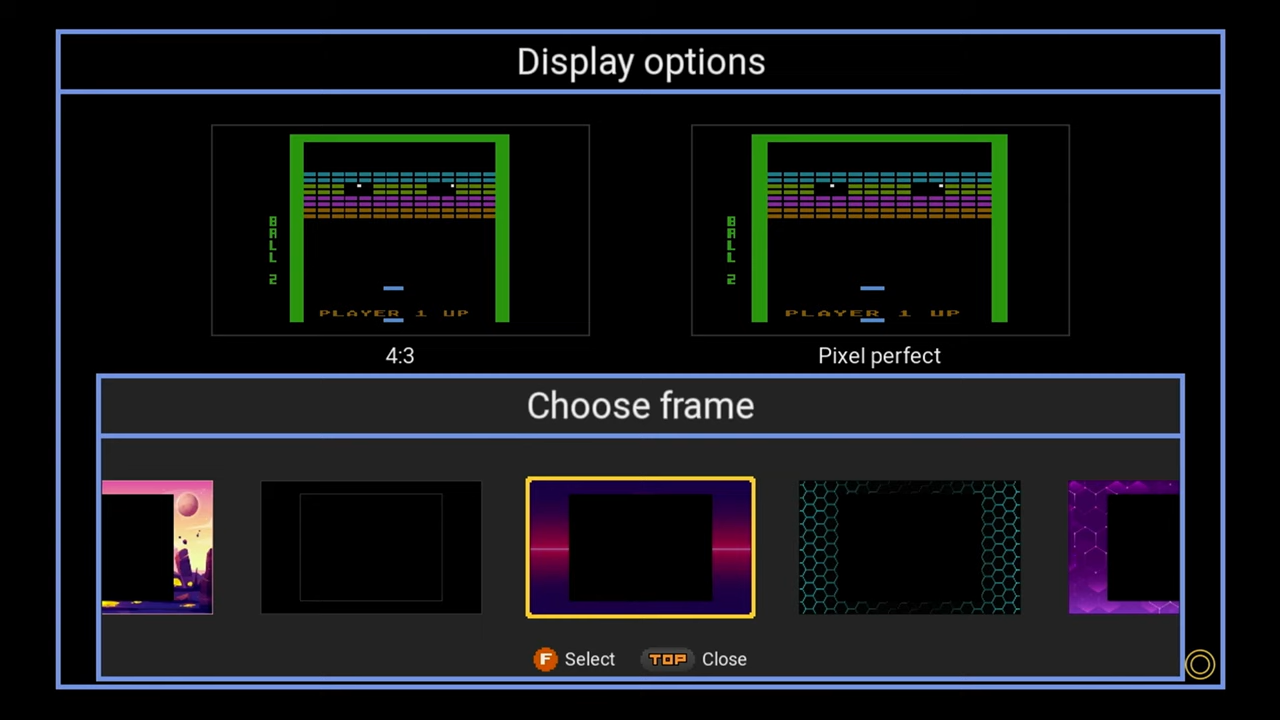 Display options
BALL 2
PLAYER 1 UP
BALL 2
PLAYER 1 UP
4:3
Pixel perfect
Choose frame
F Select TOP Close